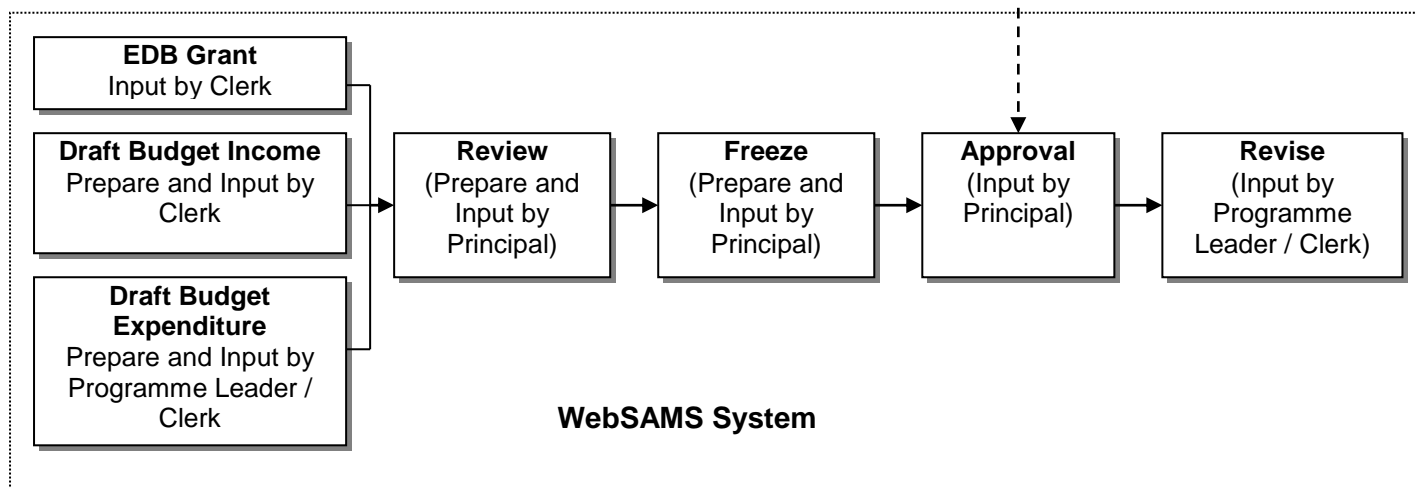 EDB Grant
Input by Clerk
Draft Budget Income
Prepare and Input by
Clerk
Draft Budget
Expenditure
Prepare and Input by
Programme Leader /
Clerk
Review
(Prepare and
Input by
Principal)
Freeze
(Prepare and
Input by
Principal)
Approval
(Input by
Principal)
Revise
(Input by
Programme
Leader / Clerk)
WebSAMS System